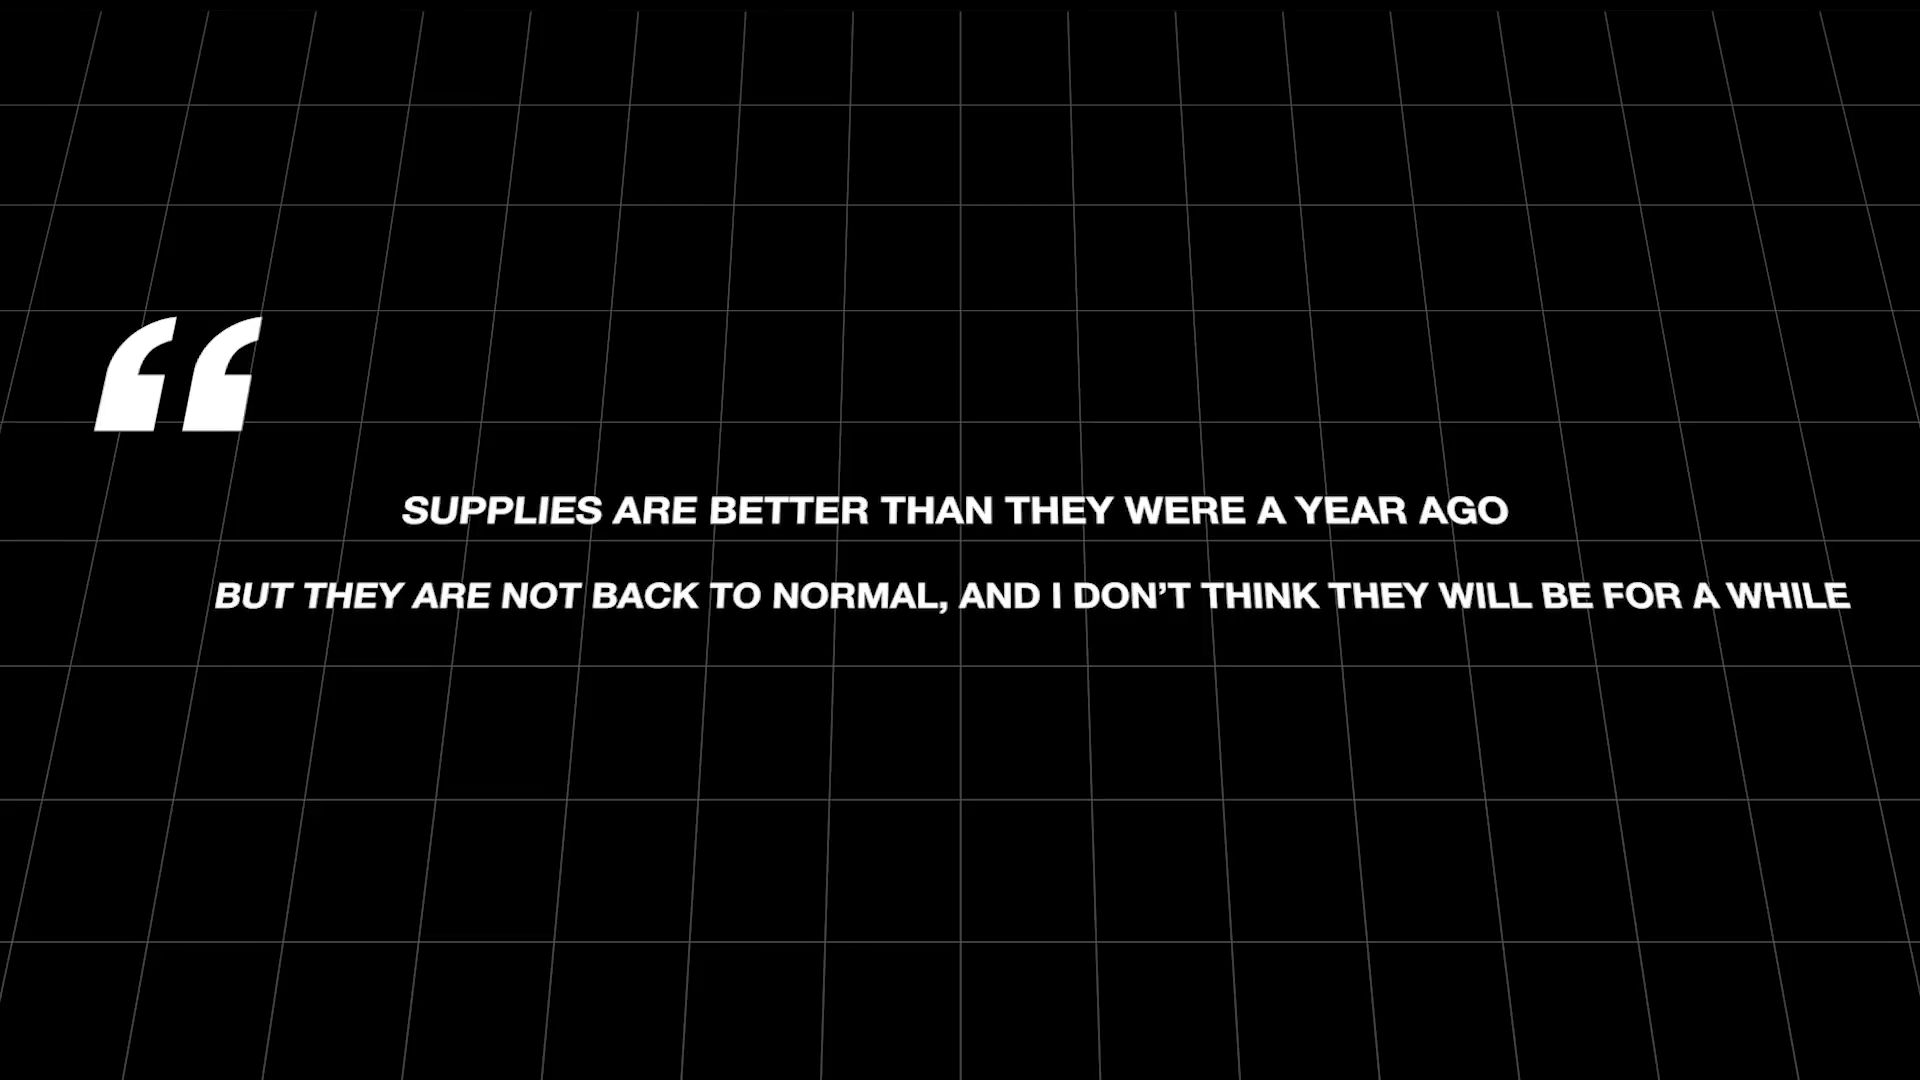 “
SUPPLIES ARE BETTER THAN THEY WERE A YEAR AGO
BUT THEY ARE NOT BACK TO NORMAL, AND I DON’T THINK THEY WILL BE FOR A WHILE